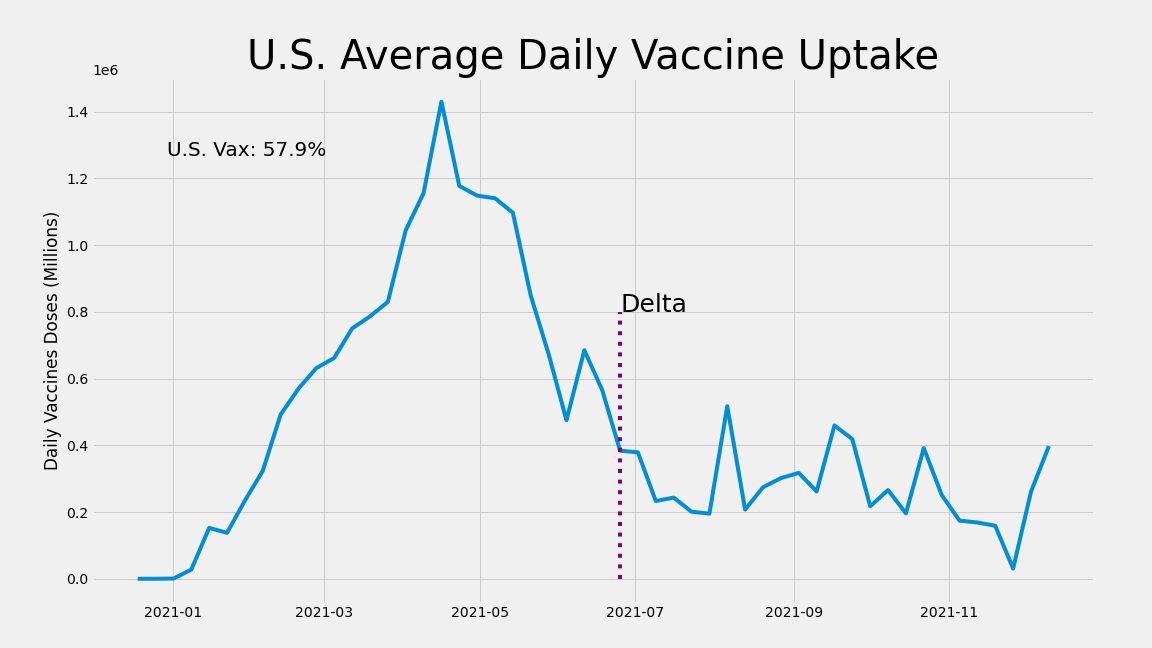 U.S. Average Daily Vaccine Uptake
1e6
1.4
U.S. Vax: 57.9%
1.2
1.0
Daily Vaccines Doses (Millions)
0.8
Delta
0.6
0.4
0.2
0.0
2021-01 2021-03 2021-05 2021-07 2021-09 2021-11